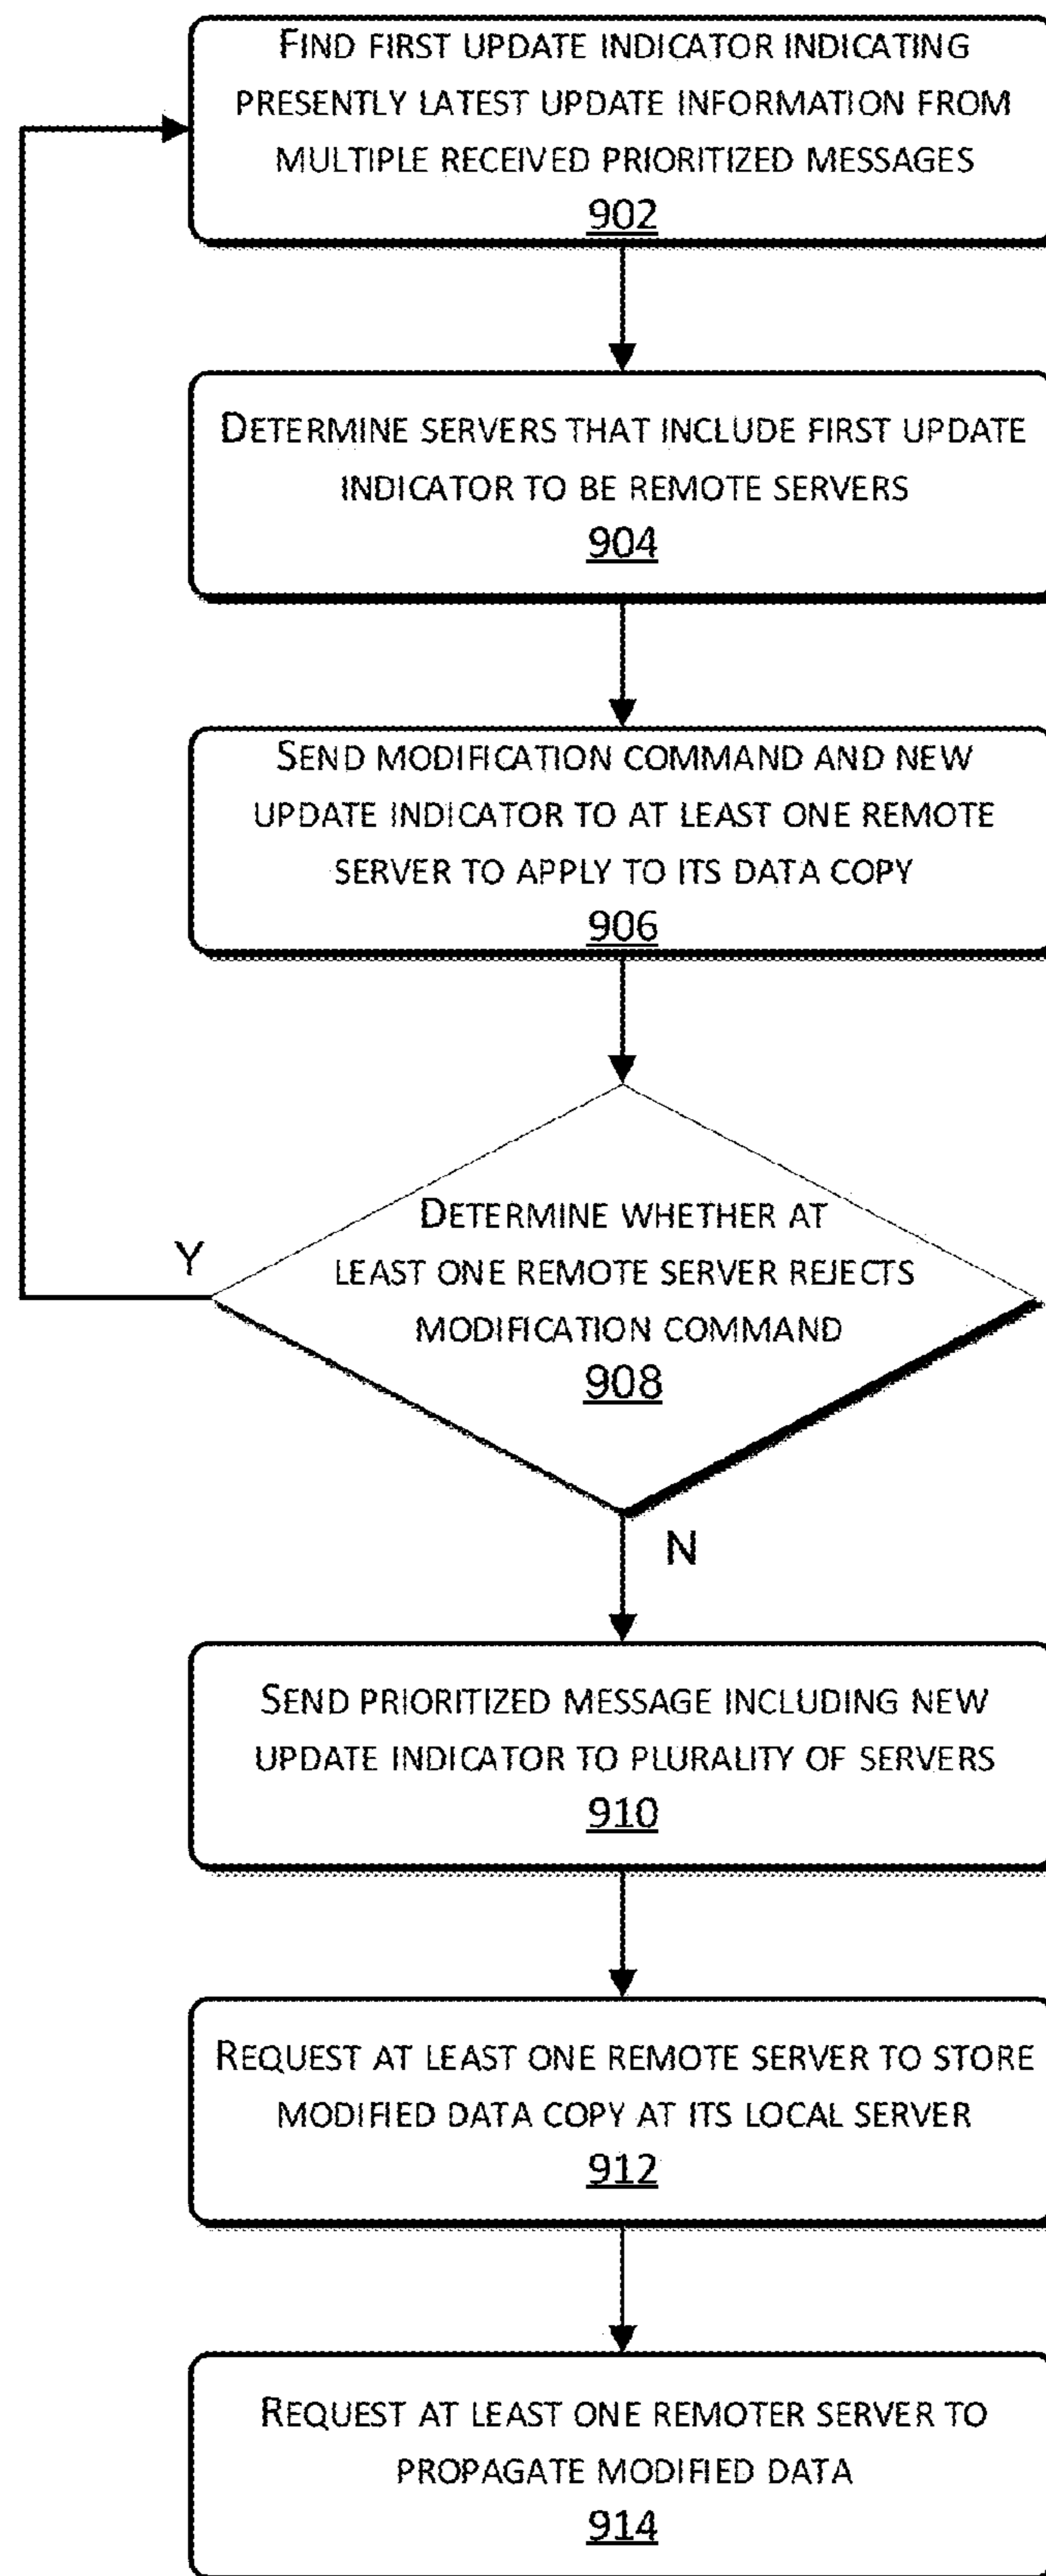 FIND FIRST UPDATE INDICATOR INDICATING
PRESENTLY LATEST UPDATE INFORMATION FROM
MULTIPLE RECEIVED PRIORITIZED MESSAGES
902
DETERMINE SERVERS THAT INCLUDE FIRST UPDATE
INDICATOR TO BE REMOTE SERVERS
904
SEND MODIFICATION COMMAND AND NEW
UPDATE INDICATOR TO AT LEAST ONE REMOTE
SERVER TO APPLY TO ITS DATA COPY
906
DETERMINE WHETHER AT
Y
LEAST ONE REMOTE SERVER REJECTS
MODIFICATION COMMAND
908
N
SEND PRIORITIZED MESSAGE INCLUDING NEW
UPDATE INDICATOR TO PLURALITY OF SERVERS
910
REQUEST AT LEAST ONE REMOTE SERVER TO STORE
MODIFIED DATA COPY AT ITS LOCAL SERVER
912
REQUEST AT LEAST ONE REMOTER SERVER TO
PROPAGATE MODIFIED DATA
914